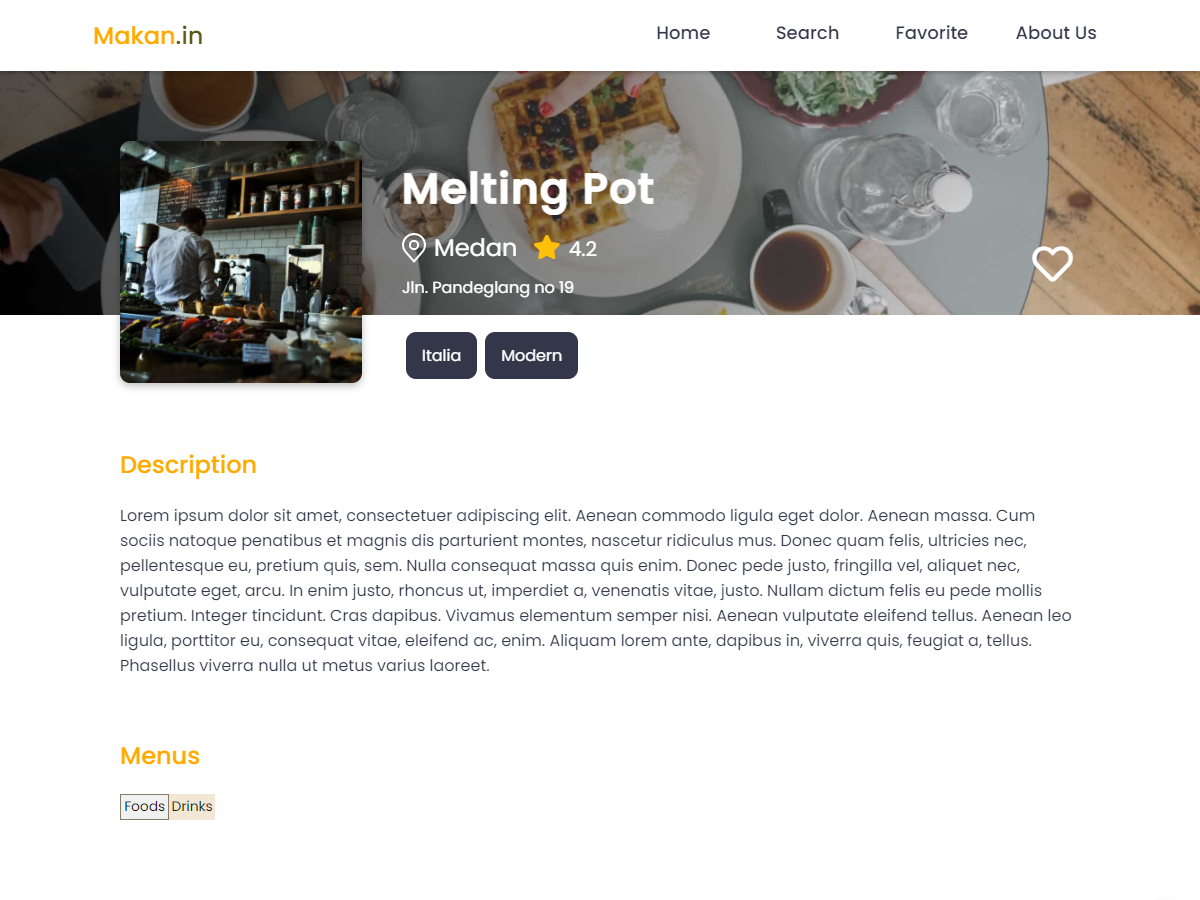 Makan.in
Home Search Favorite About Us
Melting Pot
Medan 4.2
Jln. Pandeglang no 19
Italia Modern
Description
Lorem ipsum dolor sit amet, consectetuer adipiscing elit. Aenean commodo ligula eget dolor. Aenean massa. Cum
sociis natoque penatibus et magnis dis parturient montes, nascetur ridiculus mus. Donec quam felis, ultricies nec,
pellentesque eu, pretium quis, sem. Nulla consequat massa quis enim. Donec pede justo, fringilla vel, aliquet nec,
vulputate eget, arcu. In enim justo, rhoncus ut, imperdiet a, venenatis vitae, justo. Nullam dictum felis eu pede mollis
pretium. Integer tincidunt. Cras dapibus. Vivamus elementum semper nisi. Aenean vulputate eleifend tellus. Aenean leo
ligula, porttitor eu, consequat vitae, eleifend ac, enim. Aliquam lorem ante, dapibus in, viverra quis, feugiat a, tellus.
Phasellus viverra nulla ut metus varius laoreet.
Menus
Foods Drinks